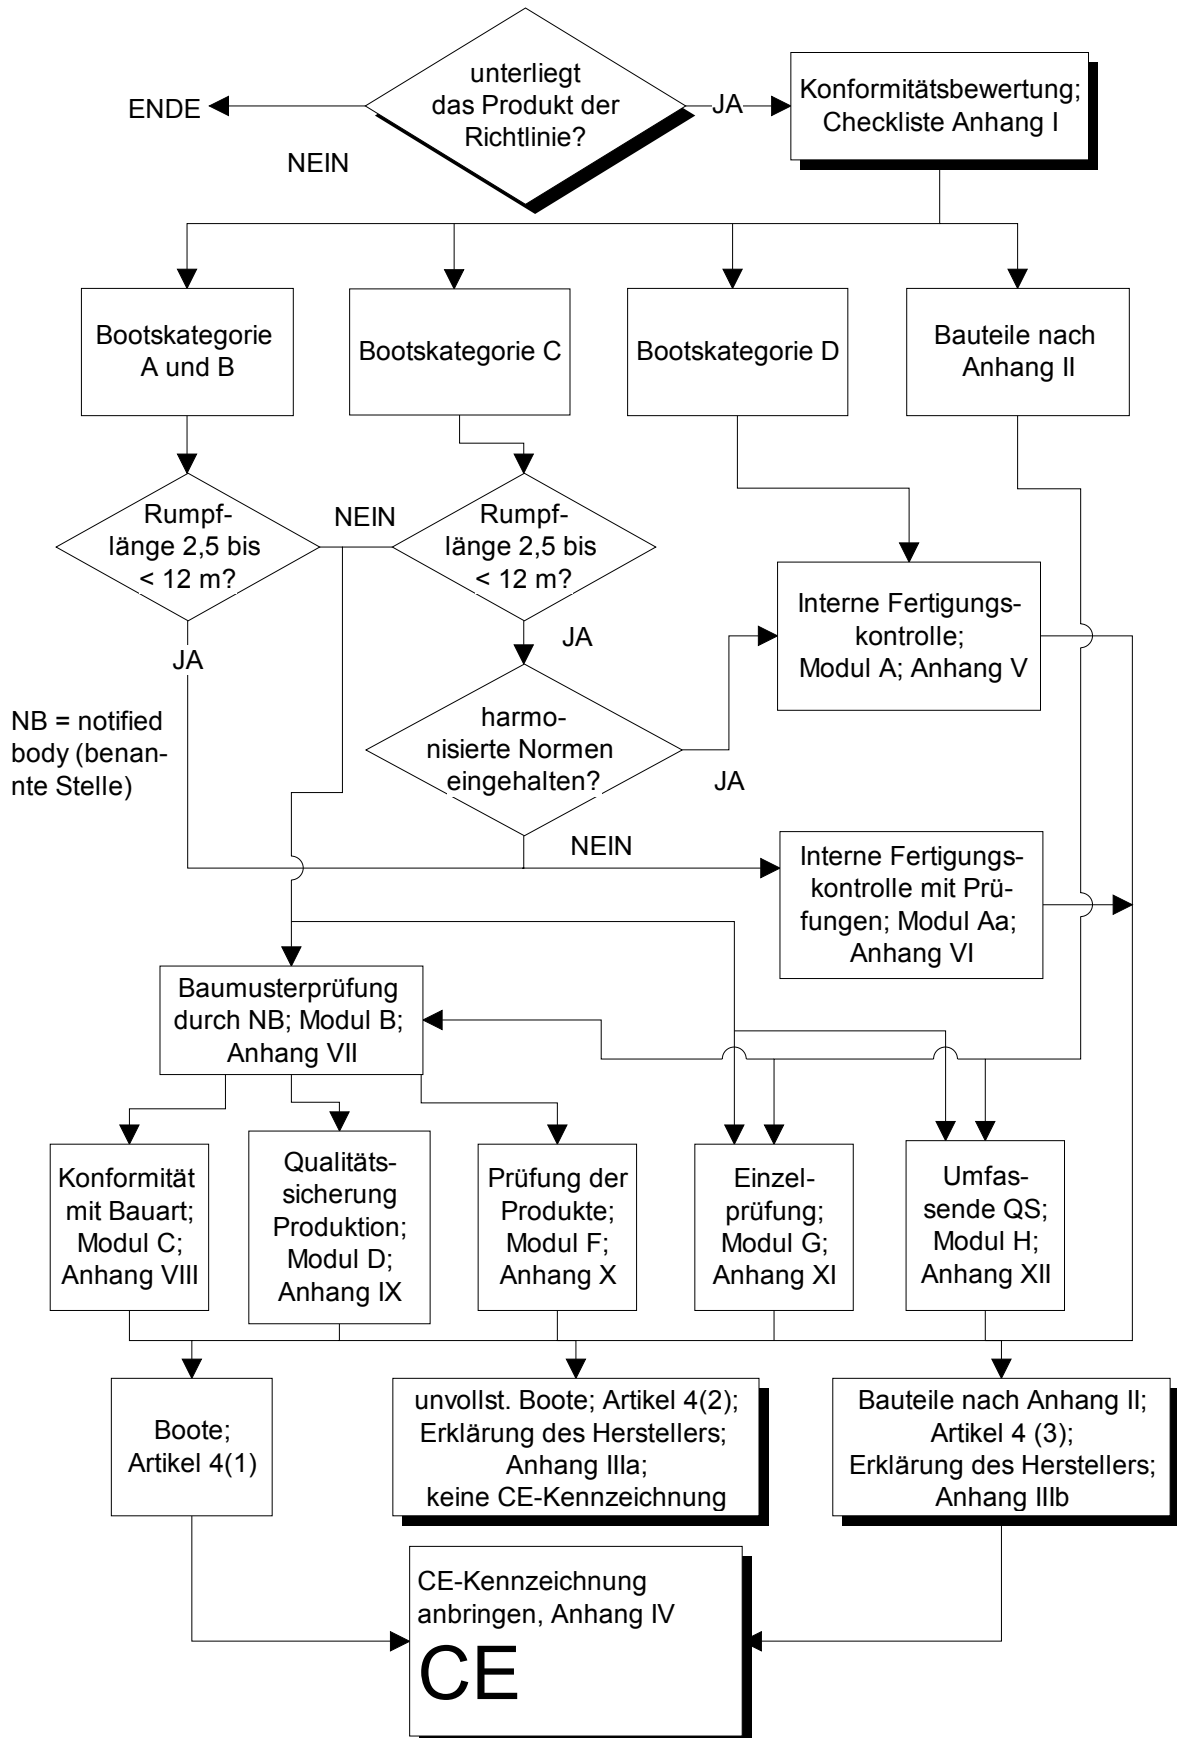 unterliegt
das Produkt der
Richtlinie?
ENDE
JA
NEIN
Konformitätsbewertung;
Checkliste Anhang I
Bootskategorie
A und B
Bootskategorie C
Bootskategorie D
Bauteile nach
Anhang II
Rumpf-
länge 2,5 bis
< 12 m?
NEIN
Rumpf-
länge 2,5 bis
< 12 m?
JA
JA
Interne Fertigungs-
kontrolle;
Modul A; Anhang V
NB = notified
body (benan-
nte Stelle)
harmo-
nisierte Normen
eingehalten?
JA
NEIN
Interne Fertigungs-
kontrolle mit Prü-
fungen; Modul Aa;
Anhang VI
Baumusterprüfung
durch NB; Modul B;
Anhang VII
Konformität
mit Bauart;
Modul C;
Anhang VIII
Qualitäts-
sicherung
Produktion;
Modul D;
Anhang IX
Prüfung der
Produkte;
Modul F;
Anhang X
Einzel-
prüfung;
Modul G;
Anhang XI
Umfas-
sende QS;
Modul H;
Anhang XII
Boote;
Artikel 4(1)
unvollst. Boote; Artikel 4(2);
Erklärung des Herstellers;
Anhang IIIa;
keine CE-Kennzeichnung
Bauteile nach Anhang II;
Artikel 4 (3);
Erklärung des Herstellers;
Anhang IIIb
CE-Kennzeichnung
anbringen, Anhang IV
CE